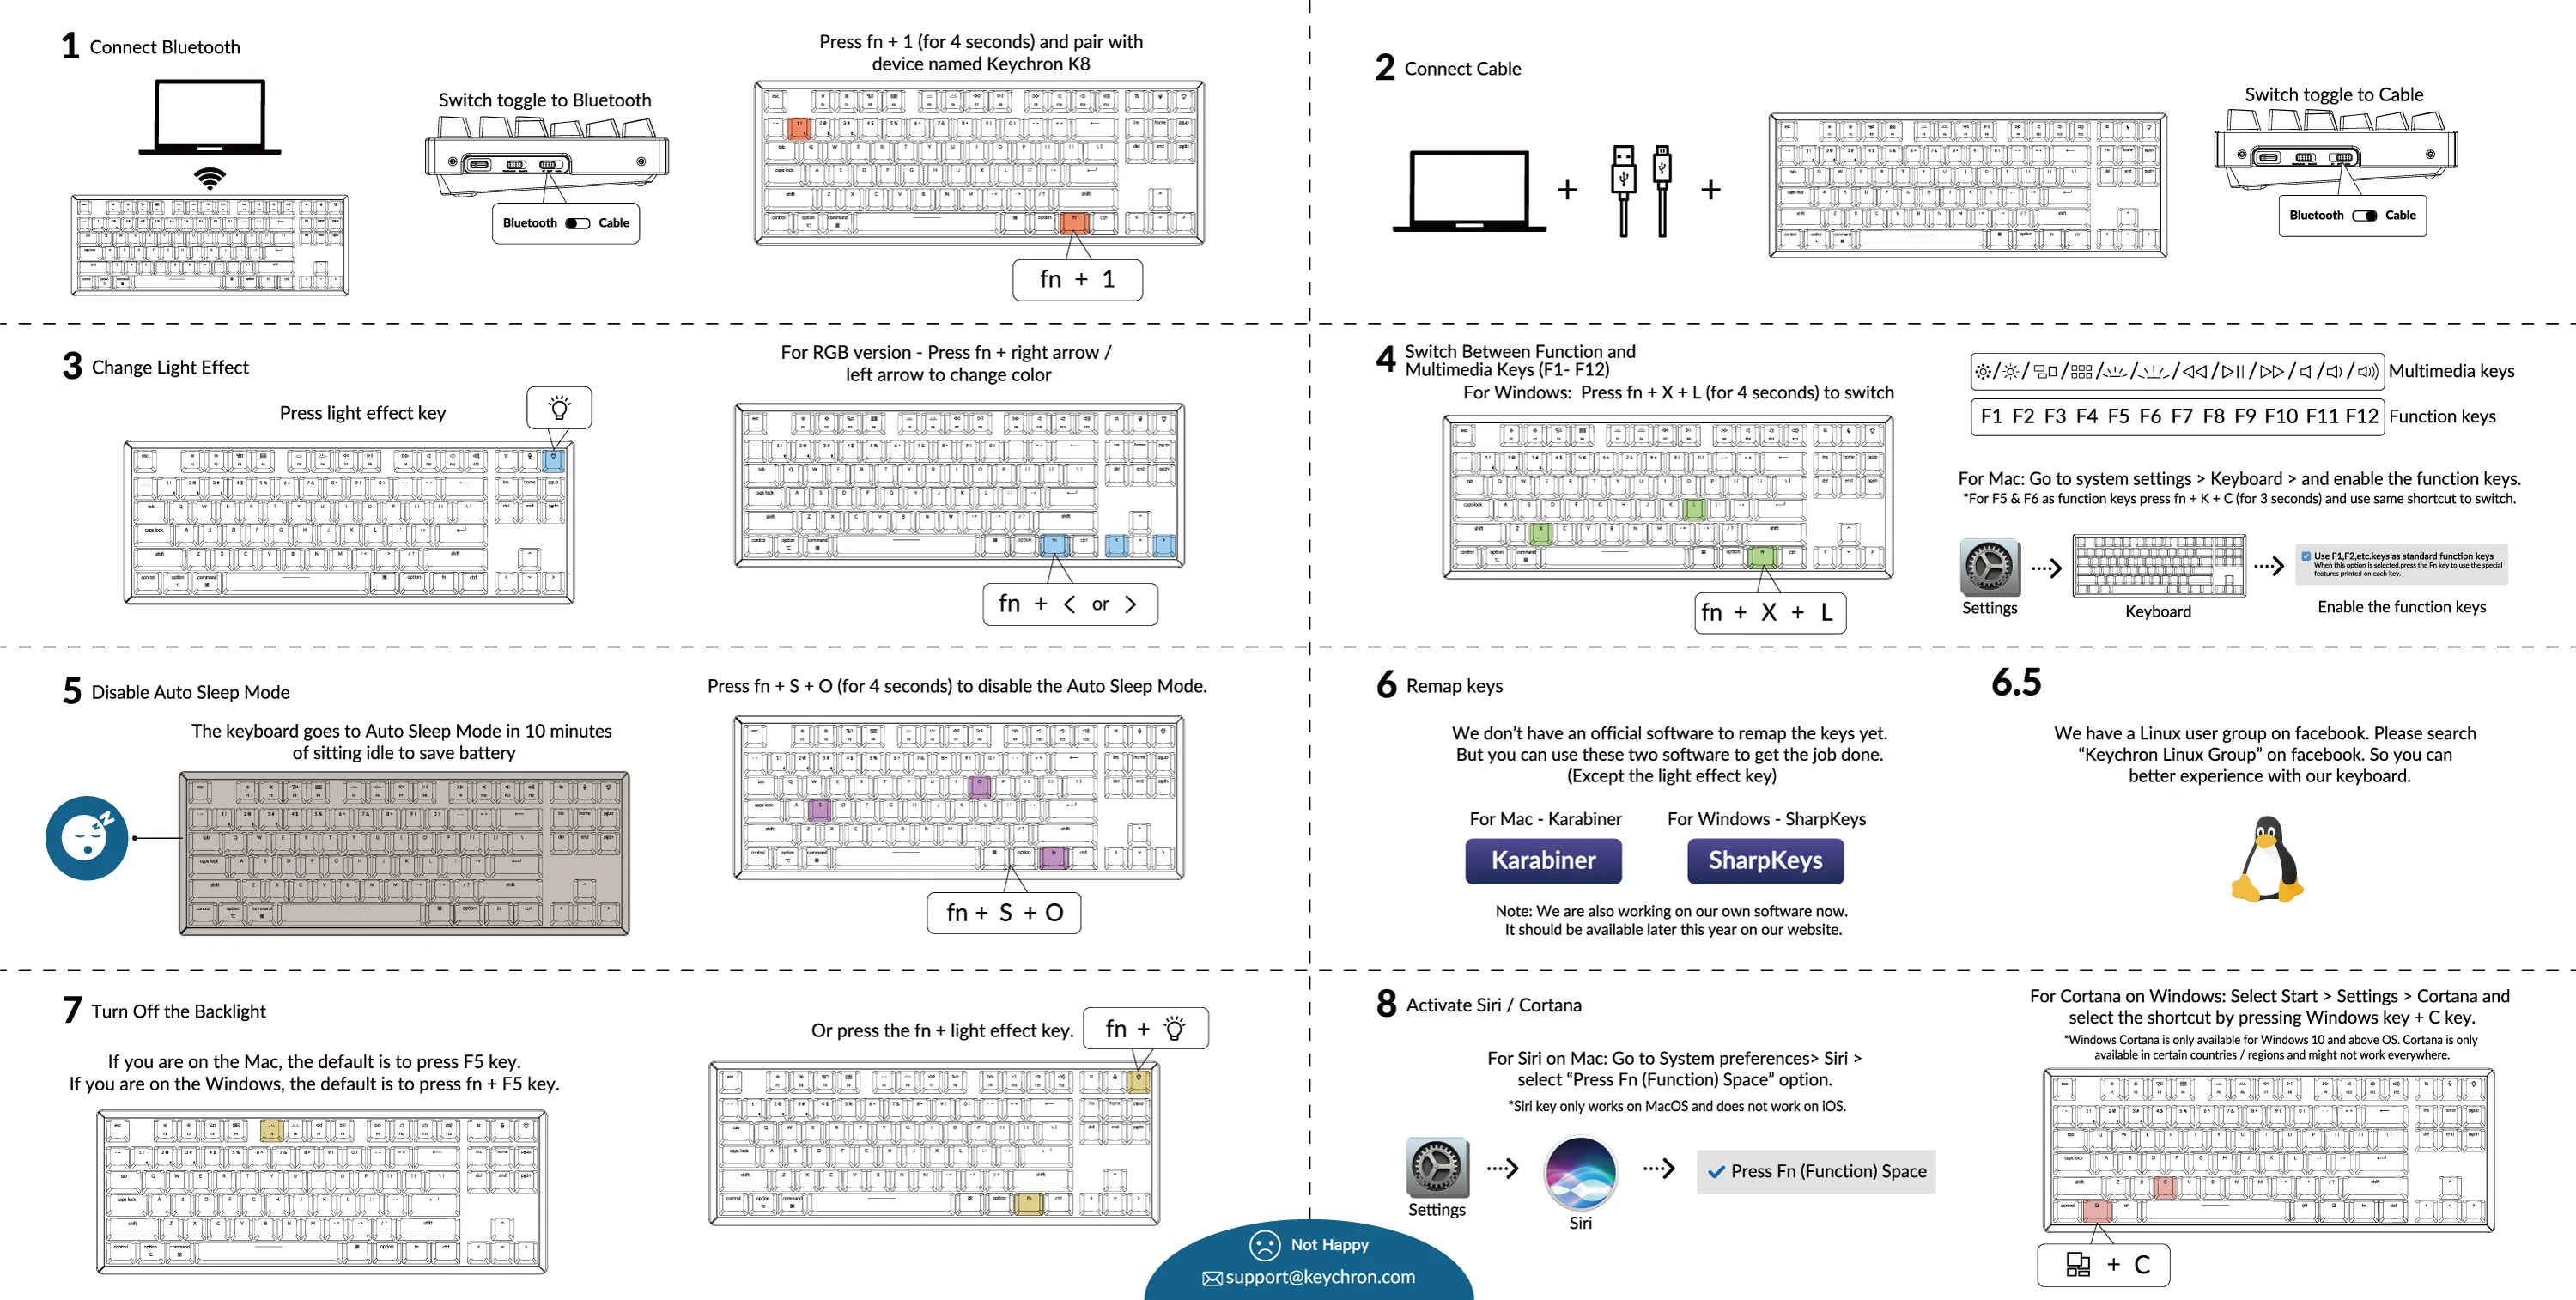 1 Connect Bluetooth
Switch toggle to Bluetooth
Bluetooth Cable
Press fn + 1 (for 4 seconds) and pair with
device named Keychron K8
fn + 1
2 Connect Cable
Switch toggle to Cable
Bluetooth Cable
3 Change Light Effect
Press light effect key
For RGB version - Press fn + right arrow /
left arrow to change color
fn + < or >
4 Switch Between Function and
Multimedia Keys (F1- F12)
For Windows: Press fn + X + L (for 4 seconds) to switch
fn + X + L
Multimedia keys
F1 F2 F3 F4 F5 F6 F7 F8 F9 F10 F11 F12 Function keys
For Mac: Go to system settings > Keyboard > and enable the function keys.
*For F5 & F6 as function keys press fn + K + C (for 3 seconds) and use same shortcut to switch.
Settings
Keyboard
Use F1,F2,etc.keys as standard function keys
When this option is selected,press the Fn key to use the special
features printed on each key.
Enable the function keys
5 Disable Auto Sleep Mode
The keyboard goes to Auto Sleep Mode in 10 minutes
of sitting idle to save battery
Press fn + S + O (for 4 seconds) to disable the Auto Sleep Mode.
fn + S + O
6 Remap keys
We don't have an official software to remap the keys yet.
But you can use these two software to get the job done.
(Except the light effect key)
For Mac - Karabiner
Karabiner
For Windows - SharpKeys
SharpKeys
Note: We are also working on our own software now.
It should be available later this year on our website.
6.5
We have a Linux user group on facebook. Please search
“Keychron Linux Group” on facebook. So you can
better experience with our keyboard.
7 Turn Off the Backlight
If you are on the Mac, the default is to press F5 key.
If you are on the Windows, the default is to press fn + F5 key.
Or press the fn + light effect key.
fn +
8 Activate Siri / Cortana
For Siri on Mac: Go to System preferences> Siri >
select “Press Fn (Function) Space” option.
*Siri key only works on MacOS and does not work on iOS.
Settings
Siri
Press Fn (Function) Space
For Cortana on Windows: Select Start > Settings > Cortana and
select the shortcut by pressing Windows key + C key.
*Windows Cortana is only available for Windows 10 and above OS. Cortana is only
available in certain countries / regions and might not work everywhere.
+ C
Not Happy
support@keychron.com